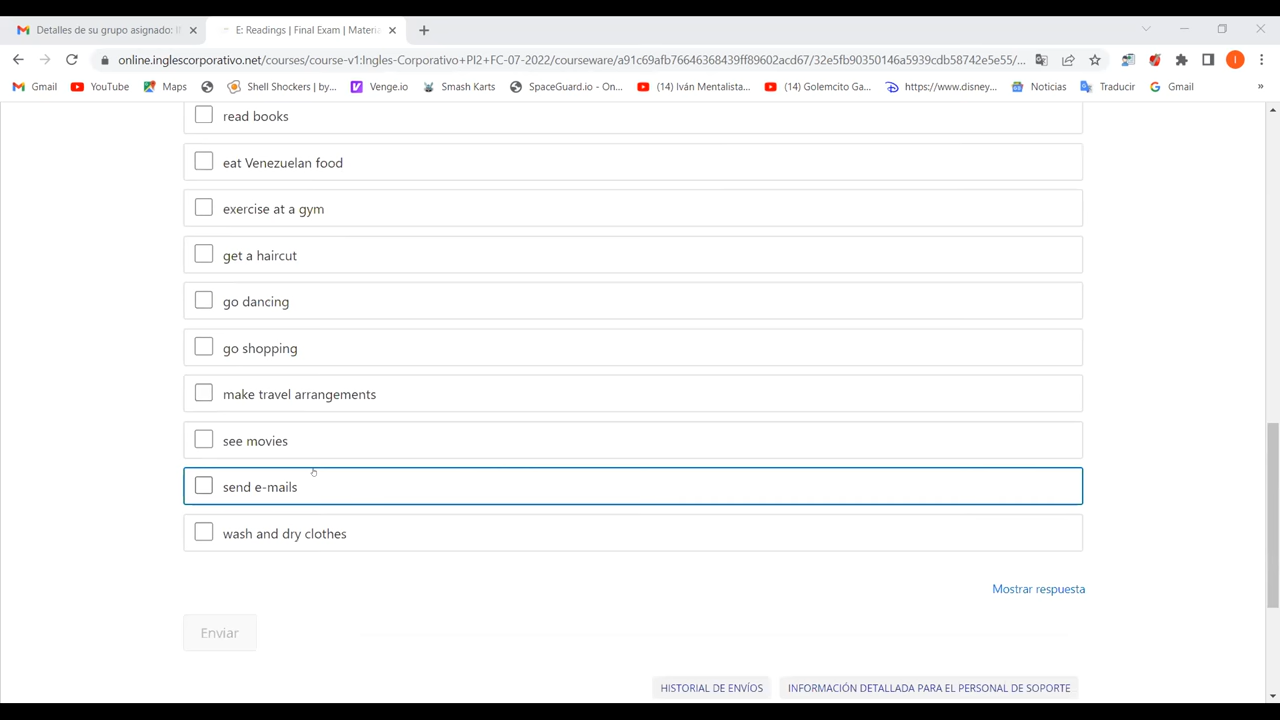 Detalles de su grupo asignado: I
E: Readings | Final Exam | Materia
online.inglescorporativo.net/courses/course-v1:Ingles-Corporativo+PI2+FC17-2022/courseware/a91c69afb76646368439ff89602acd67/32e5fb90350146a5939cdb58742e5e55/...
Gmail YouTube Maps Shell Shockers | by... Verse.io Smash Karts SpaceGuard.io - On... (14) Iván Mentalista... (14) Golemcito Ga... https://www.disney... Noticias Traducir Gmail »
read books
eat Venezuelan food
exercise at a gym
get a haircut
go dancing
go shopping
make travel arrangements
see movies
send e-mails
wash and dry clothes
Mostrar respuesta
Enviar
HISTORIAL DE ENVÍOS INFORMACIÓN DETALLADA PARA EL PERSONAL DE SOPORTE